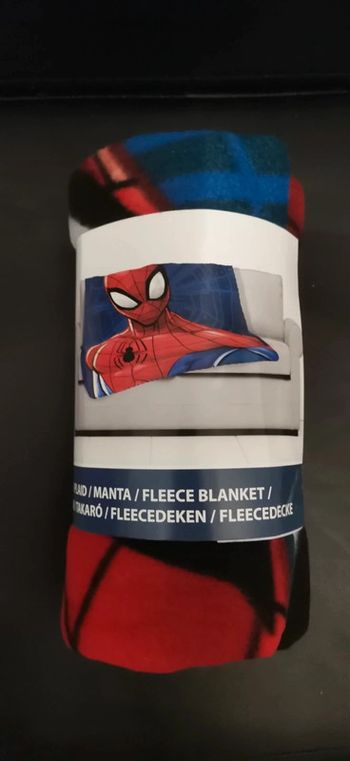 PLAID / MANTA / FLEECE BLANKET /
TAKARÓ / FLEECEDEKEN / FLEECEDECKE